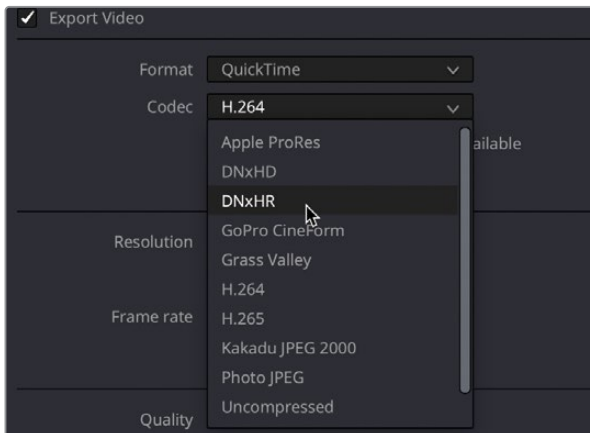 Export Video
Format QuickTime
Codec H.264
Apple ProRes
ailable
DNxHD
DNxHR
GoPro CineForm
Resolution
Grass Valley
H.264
Frame rate
H.265
Kakadu JPEG 2000
Photo JPEG
Quality
Uncompressed